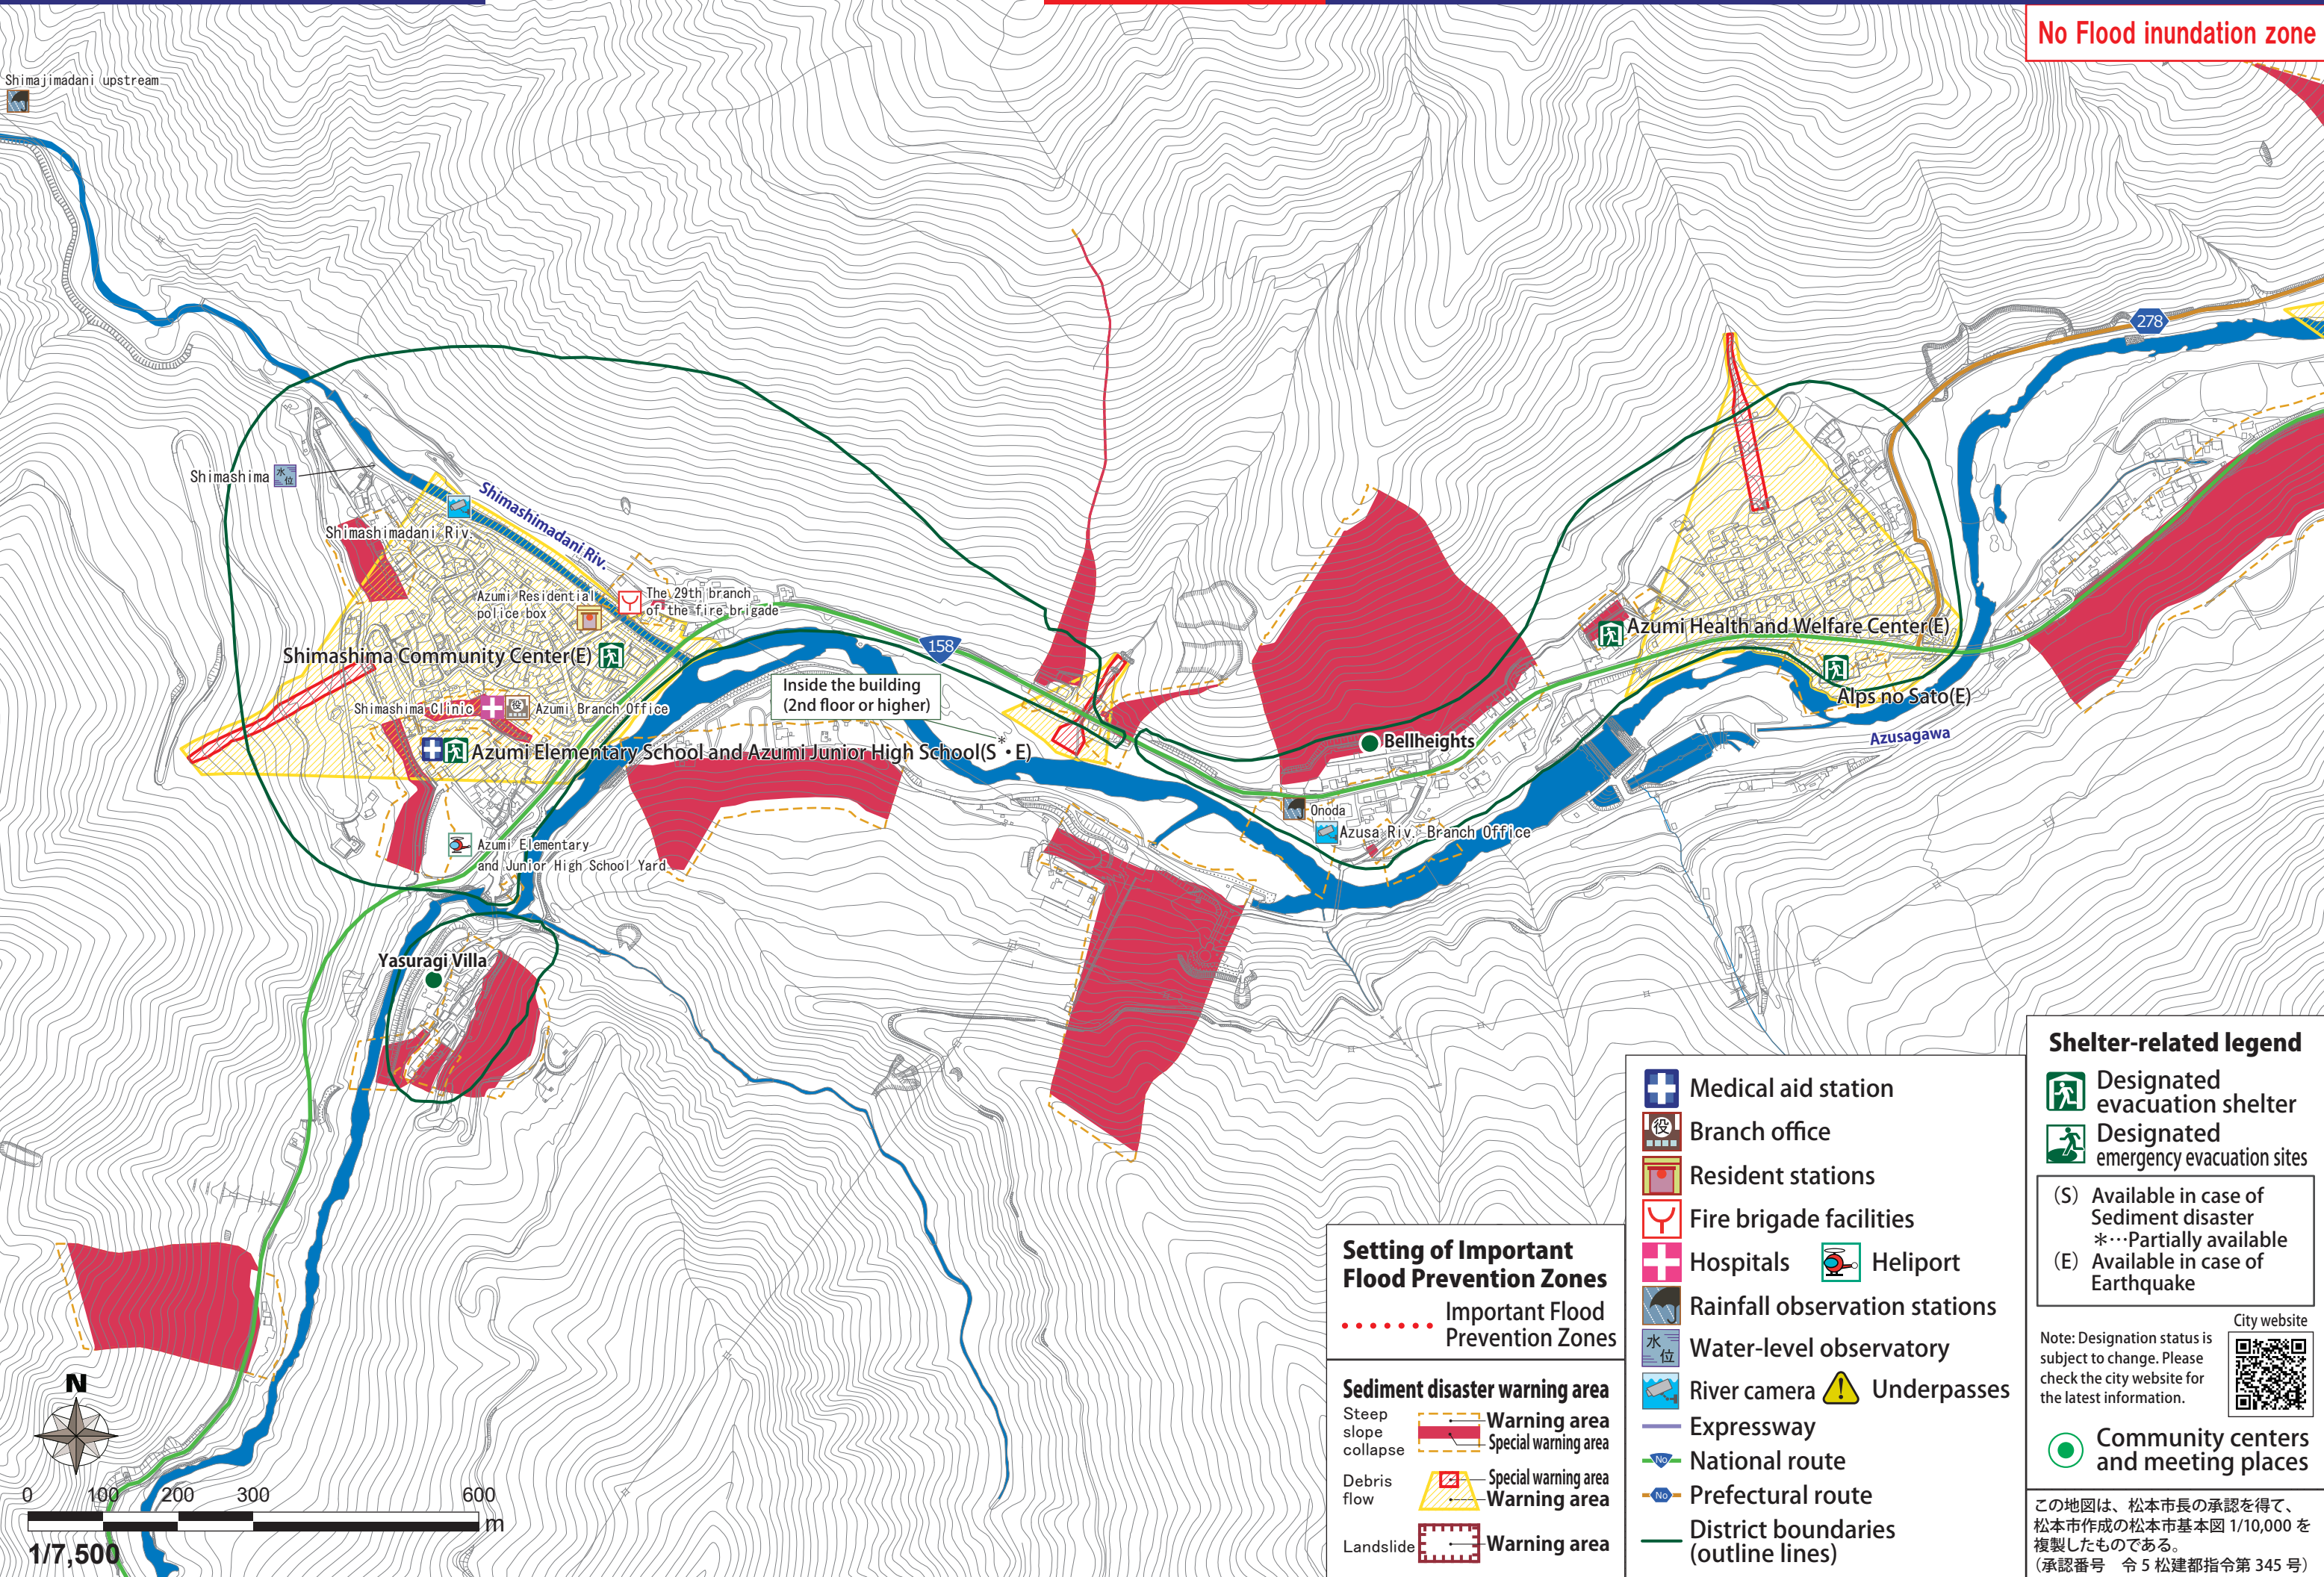 No Flood inundation zone
Shimajimadani upstream
278
Shimashima
水位
Shimashimadani Riv.
Shimashimadani Riv.
Azumi Residential
police box
The 29th branch
of the fire brigade
158
Shimashima Community Center(E)
Azumi Health and Welfare Center(E)
Inside the building
(2nd floor or higher)
Alps no Sato(E)
Shimashima Clinic
役
Azumi Branch Office
Azusagawa
Azumi Elementary School and Azumi Junior High School(S*・E)
Bellheights
Onoda
Azusa Riv. Branch Office
Azumi Elementary
and Junior High School Yard
Yasuragi Villa
N
0 100 200 300 600
m
1/7,500
Setting of Important
Flood Prevention Zones
Important Flood
Prevention Zones
Sediment disaster warning area
Steep
slope
collapse
Warning area
Special warning area
Debris
flow
Special warning area
Warning area
Landslide
Warning area
Medical aid station
役
Branch office
Resident stations
Fire brigade facilities
Hospitals
Heliport
Rainfall observation stations
水位
Water-level observatory
River camera
Underpasses
Expressway
No
National route
No
Prefectural route
District boundaries
(outline lines)
Shelter-related legend
Designated
evacuation shelter
Designated
emergency evacuation sites
（S）Available in case of
Sediment disaster
＊…Partially available
（E）Available in case of
Earthquake
City website
Note: Designation status is
subject to change. Please
check the city website for
the latest information.
Community centers
and meeting places
この地図は、松本市長の承認を得て、
松本市作成の松本市基本図 1/10,000 を
複製したものである。
（承認番号　令 5 松建都指令第 345 号）